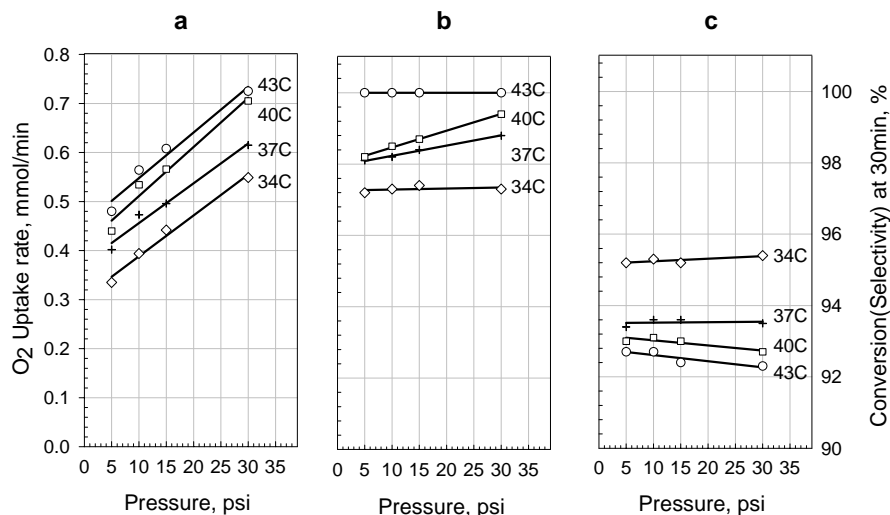 a
b
c
O2 Uptake rate, mmol/min
0.8
0.7
0.6
0.5
0.4
0.3
0.2
0.1
0.0
43C
40C
37C
34C
0 5 10 15 20 25 30 35
Pressure, psi
43C
40C
37C
34C
0 5 10 15 20 25 30 35
Pressure, psi
34C
37C
40C
43C
0 5 10 15 20 25 30 35
Pressure, psi
100
98
96
94
92
90
Conversion(Selectivity) at 30min, %